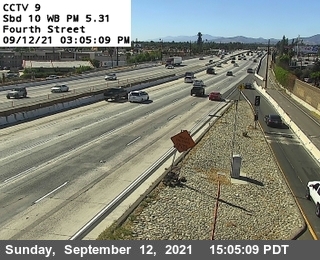 CCTV 9
Sbd 10 WB PM 5.31
Fourth Street
09/12/21 03:05:09 PM
Sunday, September 12, 2021 15:05:09 PDT